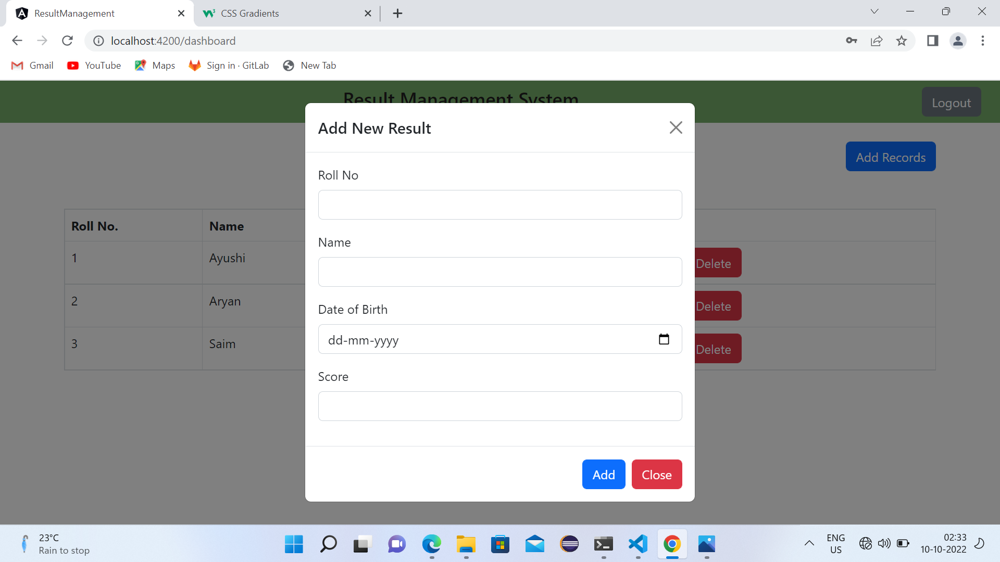 ResultManagement
CSS Gradients
localhost:4200/dashboard
Gmail
YouTube
Maps
Sign in · GitLab
New Tab
Result Management System
Logout
Add New Result
Add Records
Roll No
Name
Date of Birth
dd-mm-yyyy
Score
Add
Close
Roll No. Name
1 Ayushi Delete
2 Aryan Delete
3 Saim Delete
23°C
Rain to stop
ENG
US
02:33
10-10-2022